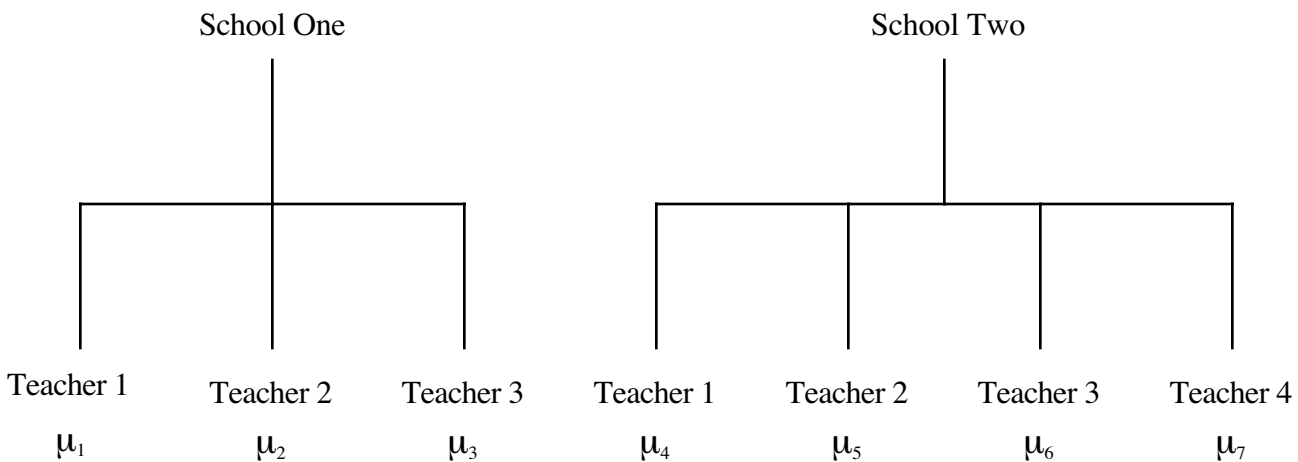 School One School Two
Teacher 1 Teacher 2 Teacher 3 Teacher 1 Teacher 2 Teacher 3 Teacher 4
μ₁ μ₂ μ₃ μ₄ μ₅ μ₆ μ₇